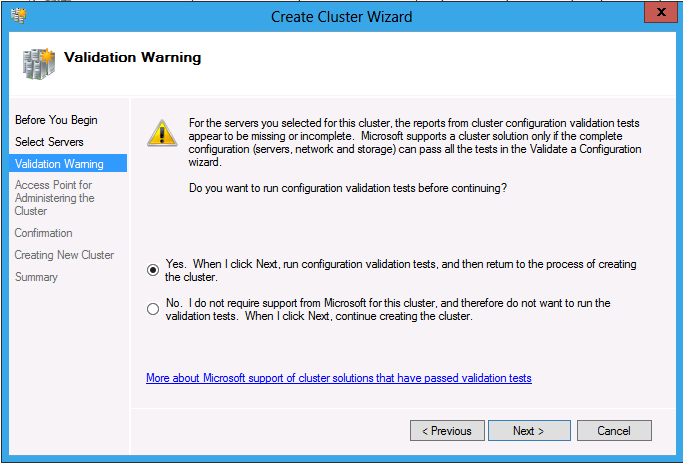 Create Cluster Wizard
x
Validation Warning
Before You Begin
Select Servers
Validation Warning
Access Point for
Administering the
Cluster
Confirmation
Creating New Cluster
Summary
For the servers you selected for this cluster, the reports from cluster configuration validation tests
appear to be missing or incomplete.  Microsoft supports a cluster solution only if the complete
configuration (servers, network and storage) can pass all the tests in the Validate a Configuration
wizard.
Do you want to run configuration validation tests before continuing?
Yes.  When I click Next, run configuration validation tests, and then return to the process of creating
the cluster.
No.  I do not require support from Microsoft for this cluster, and therefore do not want to run the
validation tests.  When I click Next, continue creating the cluster.
More about Microsoft support of cluster solutions that have passed validation tests
< Previous
Next >
Cancel